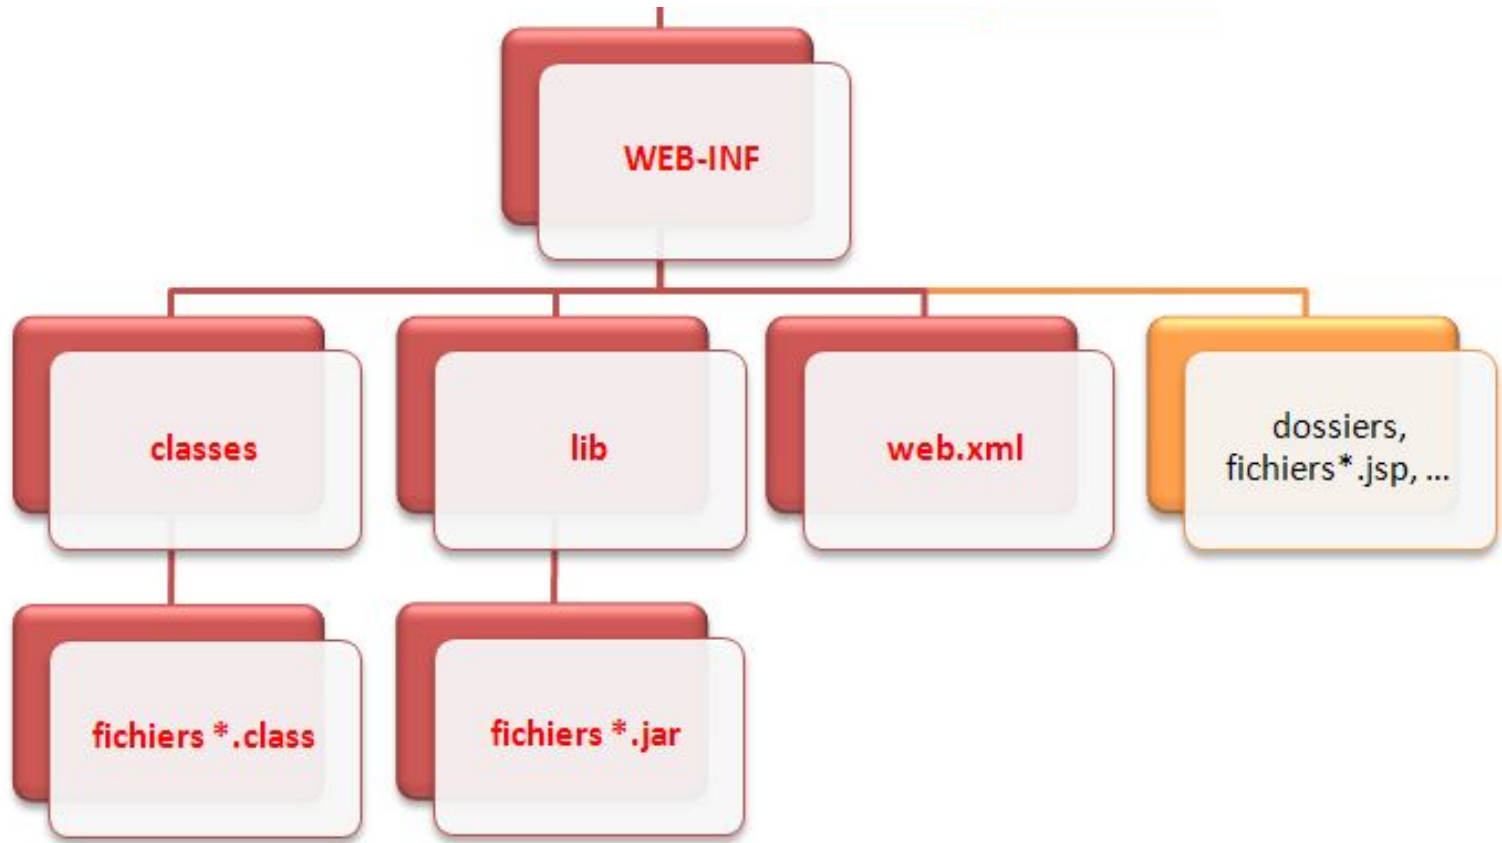 WEB-INF
classes
lib
web.xml
dossiers,
fichiers*.jsp, ...
fichiers *.class
fichiers *.jar